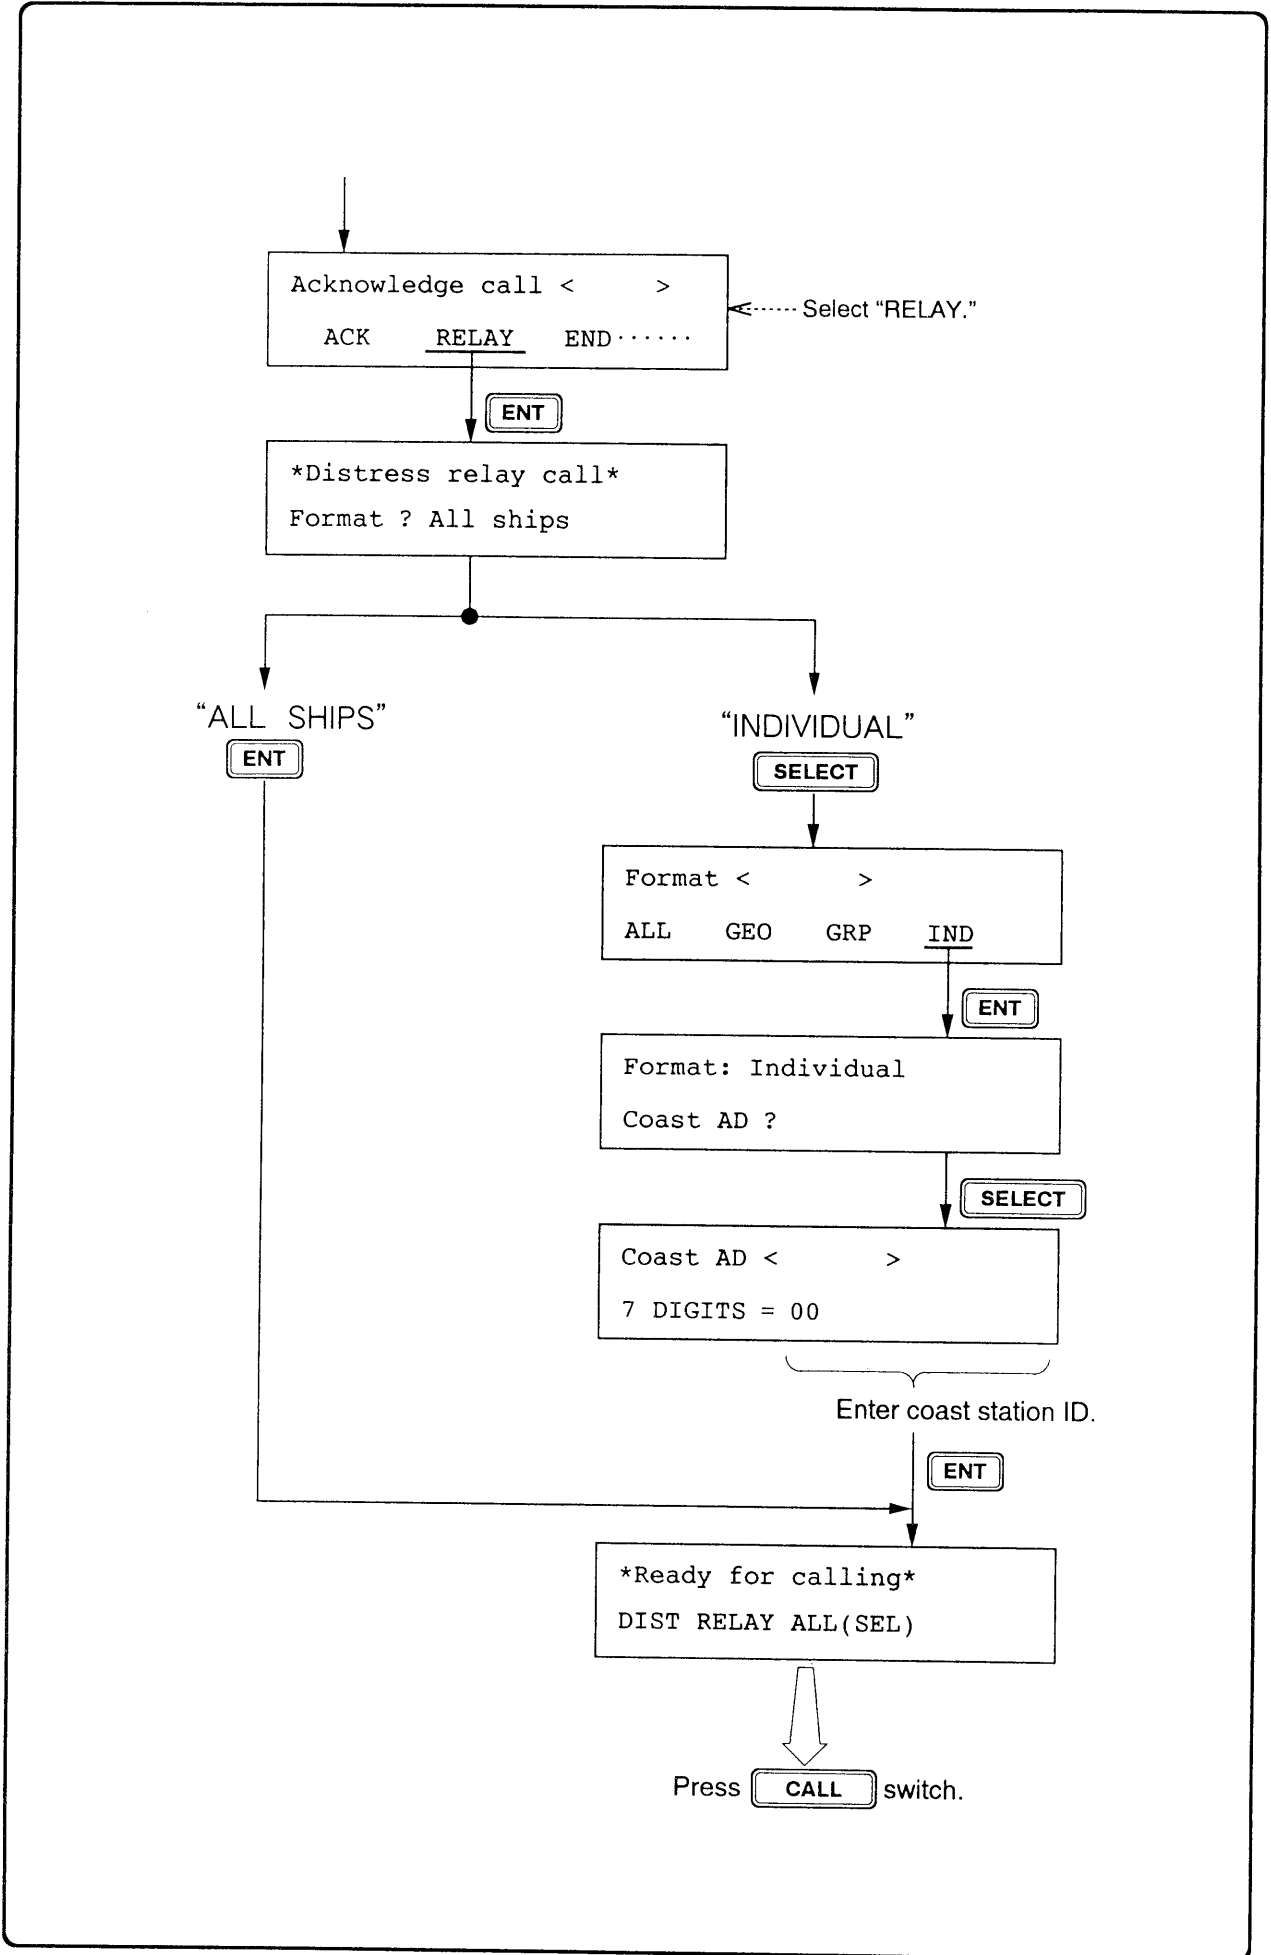 Acknowledge call <      >
Select “RELAY.”
ACK RELAY END······
ENT
*Distress relay call*
Format ? All ships
“ALL SHIPS”
ENT
“INDIVIDUAL”
SELECT
Format <       >
ALL GEO GRP IND
ENT
Format: Individual
Coast AD ?
SELECT
Coast AD <       >
7 DIGITS = 00
Enter coast station ID.
ENT
*Ready for calling*
DIST RELAY ALL(SEL)
Press CALL switch.